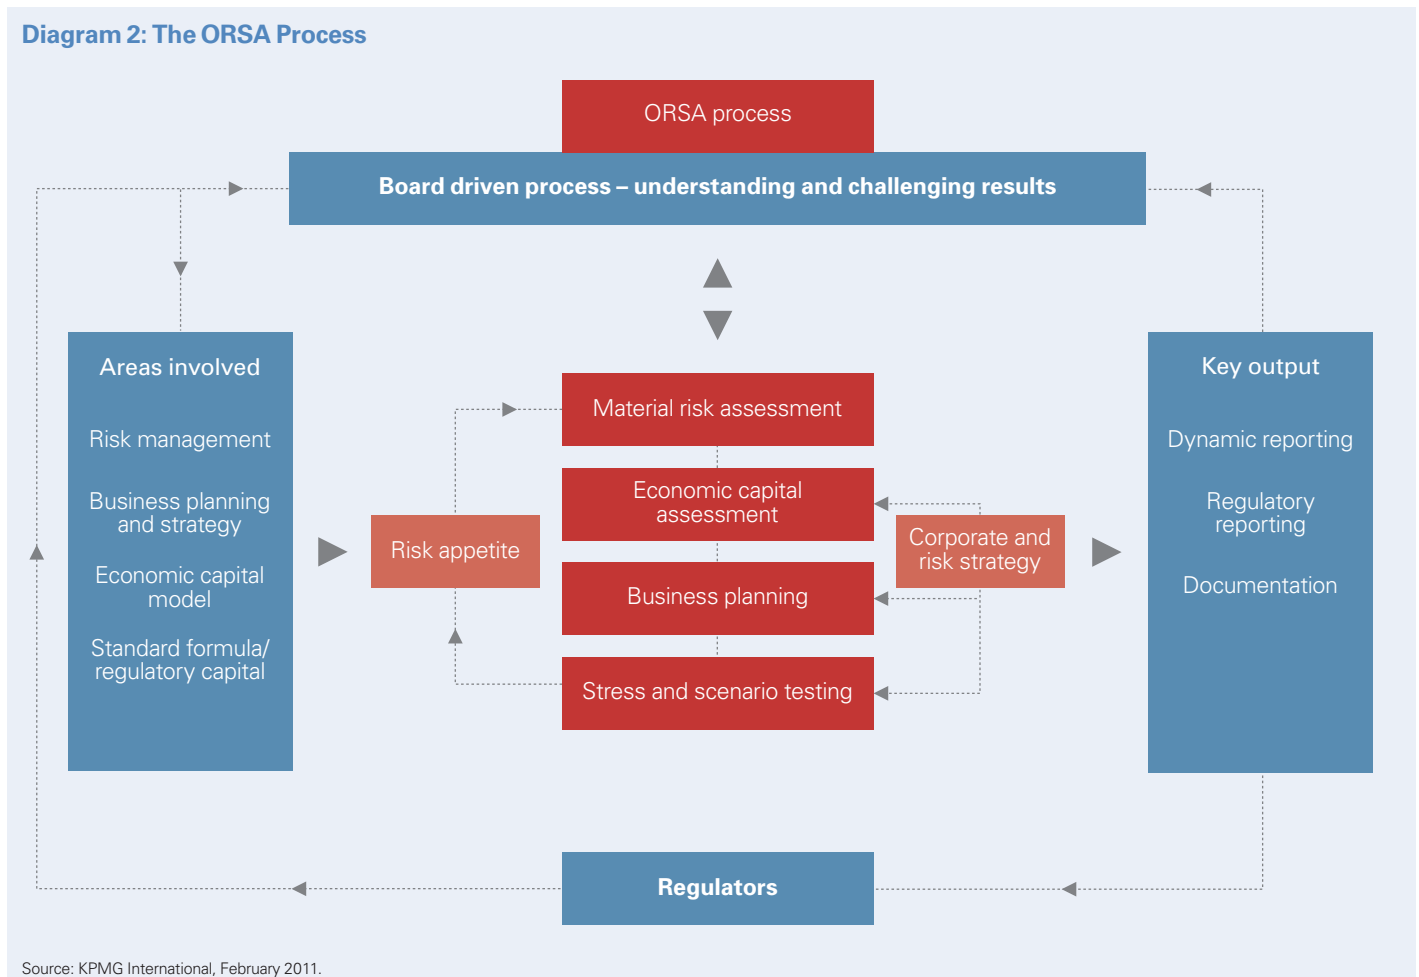 Diagram 2: The ORSA Process
ORSA process
Board driven process – understanding and challenging results
Areas involved
Risk management
Business planning
and strategy
Economic capital
model
Standard formula/
regulatory capital
Risk appetite
Material risk assessment
Economic capital
assessment
Business planning
Stress and scenario testing
Corporate and
risk strategy
Key output
Dynamic reporting
Regulatory
reporting
Documentation
Regulators
Source: KPMG International, February 2011.